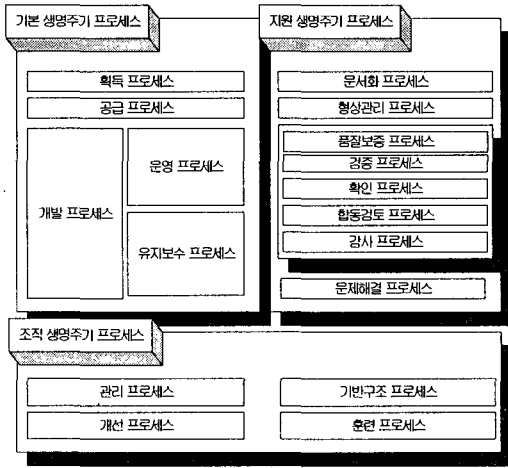 기본 생명주기 프로세스
획득 프로세스
공급 프로세스
개발 프로세스
운영 프로세스
유지보수 프로세스
지원 생명주기 프로세스
문서화 프로세스
형상관리 프로세스
품질보증 프로세스
검증 프로세스
확인 프로세스
합동검토 프로세스
감사 프로세스
문제해결 프로세스
조직 생명주기 프로세스
관리 프로세스
기반구조 프로세스
개선 프로세스
훈련 프로세스